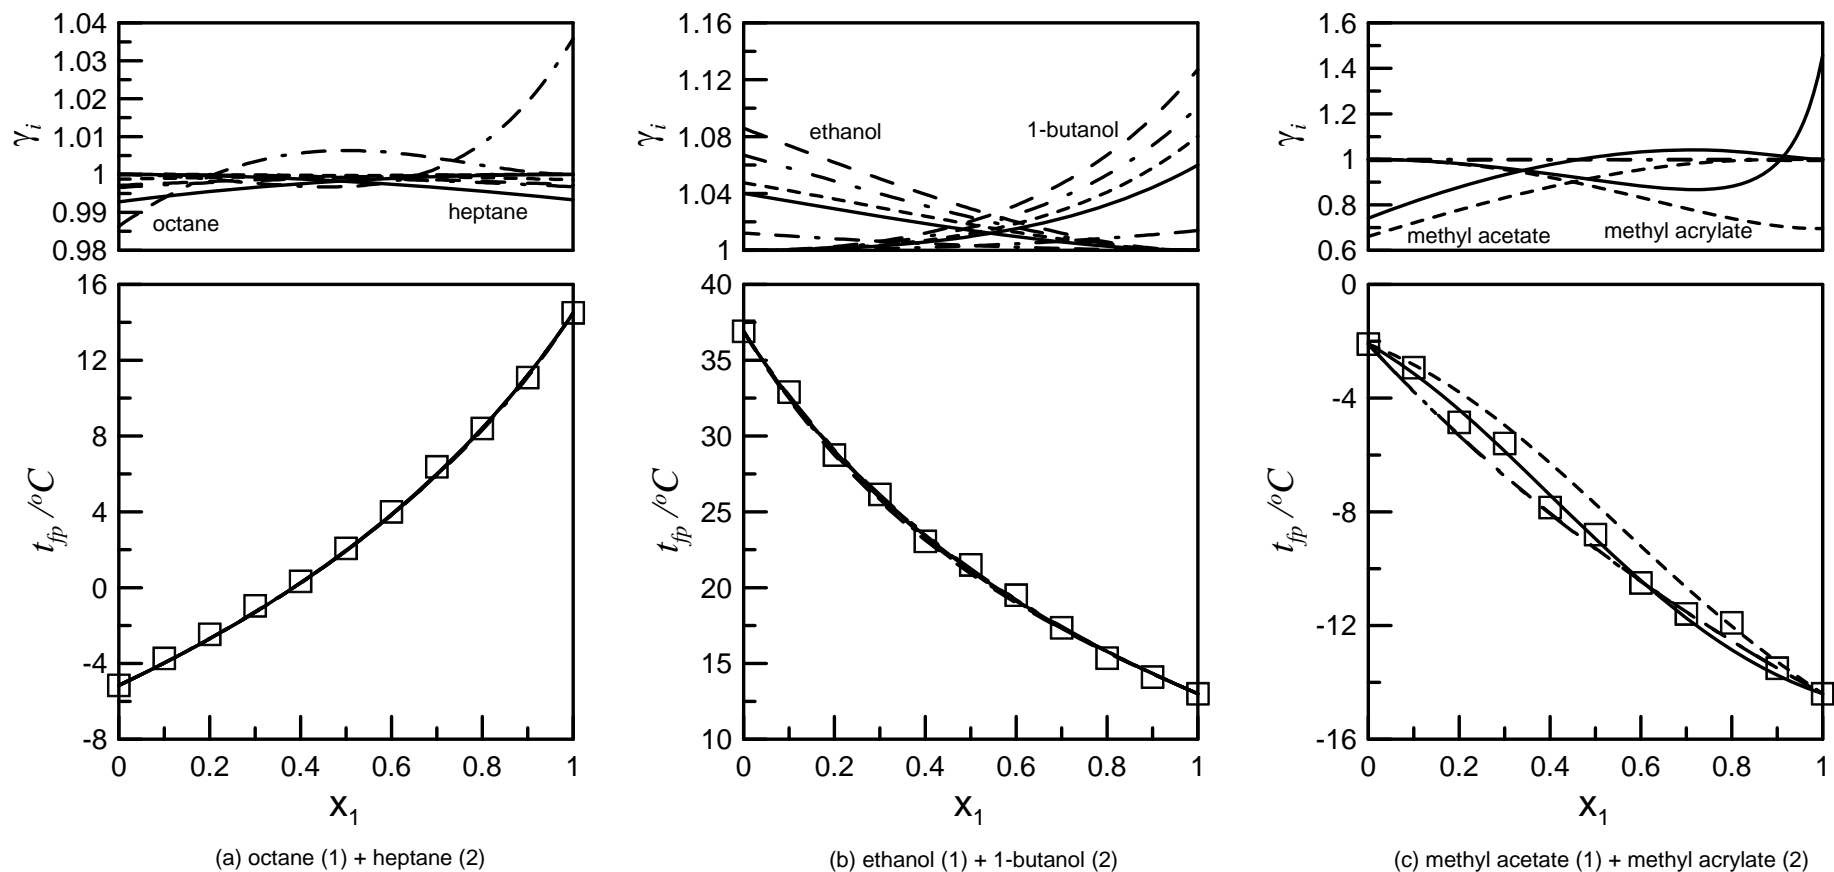 1.04
1.03
1.02
1.01
1
0.99
0.98
γi
octane
heptane
16
12
8
4
0
-4
-8
tfp /oC
0 0.2 0.4 0.6 0.8 1
x1
(a) octane (1) + heptane (2)
1.16
1.12
1.08
1.04
1
γi
ethanol
1-butanol
40
35
30
25
20
15
10
tfp /oC
0 0.2 0.4 0.6 0.8 1
x1
(b) ethanol (1) + 1-butanol (2)
1.6
1.4
1.2
1
0.8
0.6
γi
methyl acetate
methyl acrylate
0
-4
-8
-12
-16
tfp /oC
0 0.2 0.4 0.6 0.8 1
x1
(c) methyl acetate (1) + methyl acrylate (2)